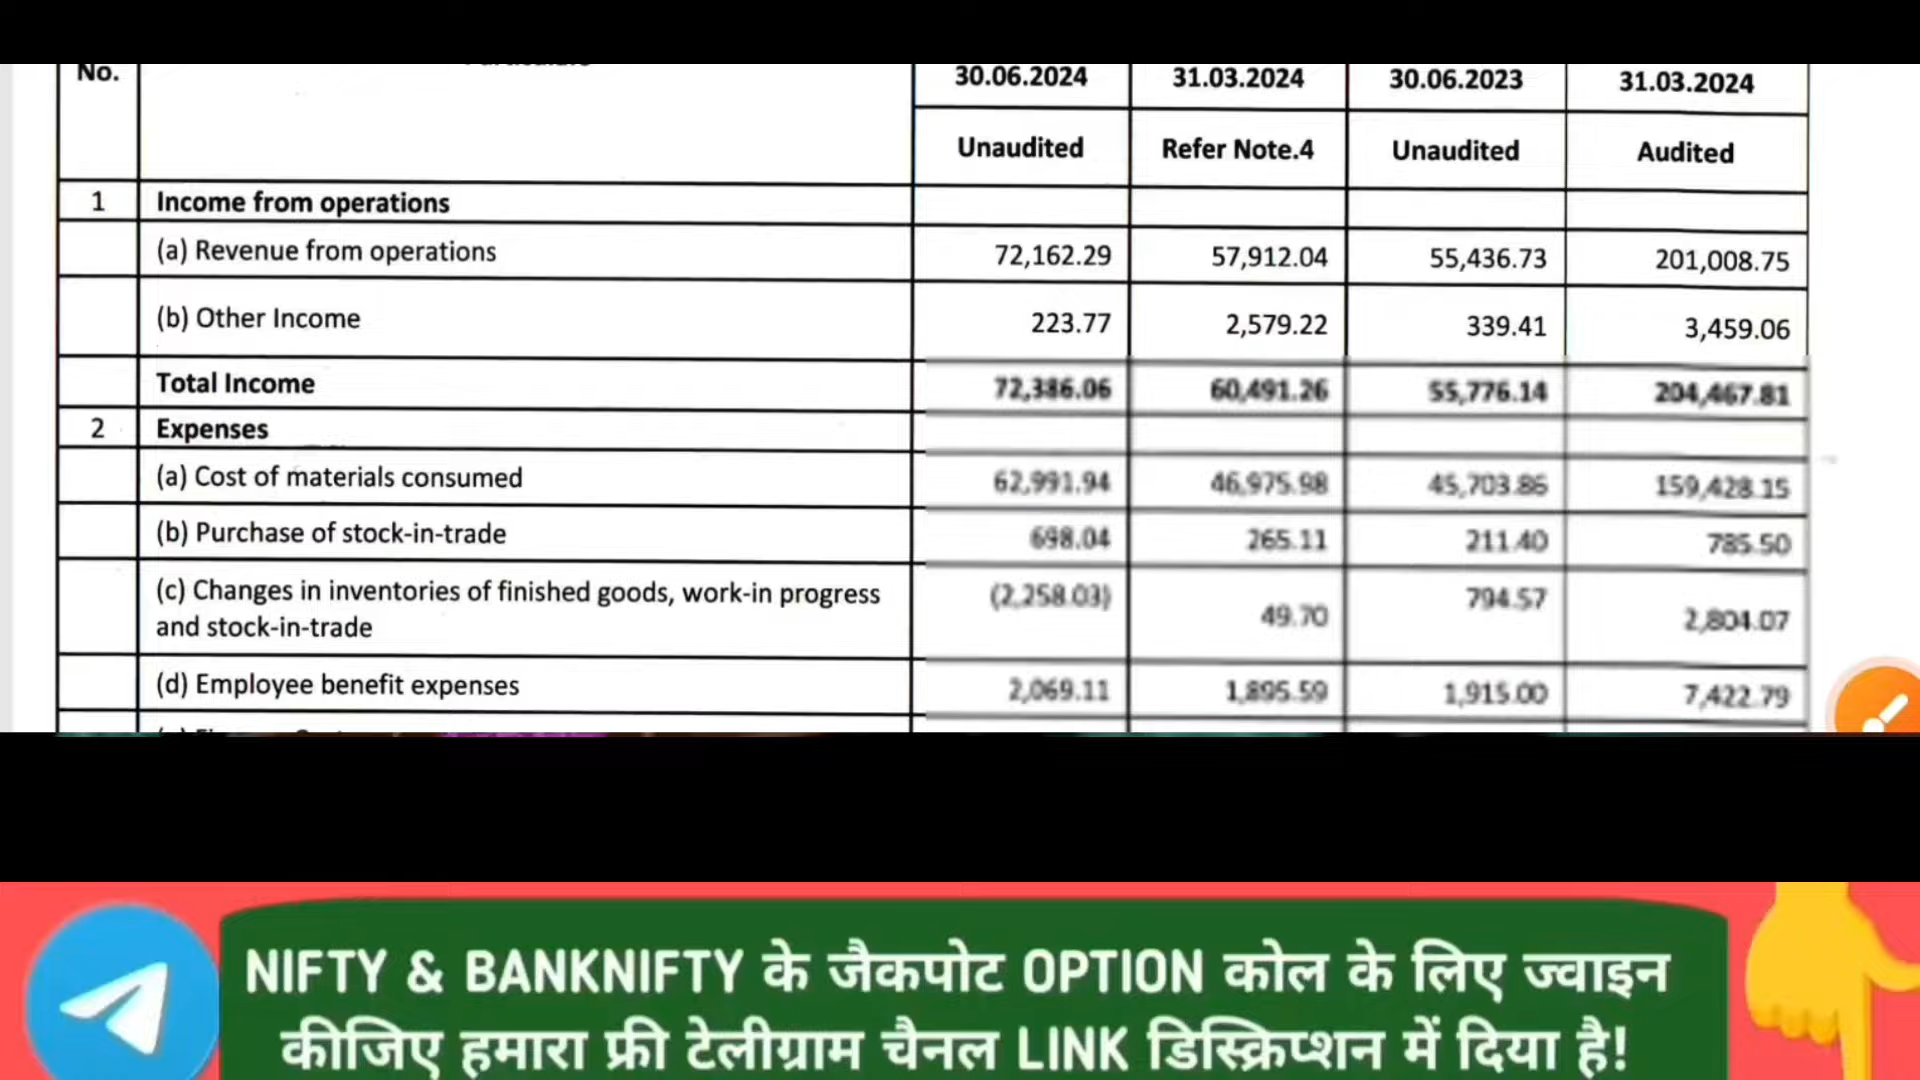 No.
30.06.2024 31.03.2024 30.06.2023 31.03.2024
Unaudited Refer Note.4 Unaudited Audited
1 Income from operations
(a) Revenue from operations 72,162.29 57,912.04 55,436.73 201,008.75
(b) Other Income 223.77 2,579.22 339.41 3,459.06
Total Income 72,386.06 60,491.26 55,776.14 204,467.81
2 Expenses
(a) Cost of materials consumed 62,991.94 46,975.98 45,703.86 159,428.15
(b) Purchase of stock-in-trade 698.04 265.11 211.40 785.50
(c) Changes in inventories of finished goods, work-in progress (2,258.03) 49.70 794.57 2,804.07
and stock-in-trade
(d) Employee benefit expenses 2,069.11 1,895.59 1,915.00 7,422.79
NIFTY & BANKNIFTY के जैकपोट OPTION कोल के लिए ज्वाइन
कीजिए हमारा फ्री टेलीग्राम चैनल LINK डिस्क्रिप्शन में दिया है!